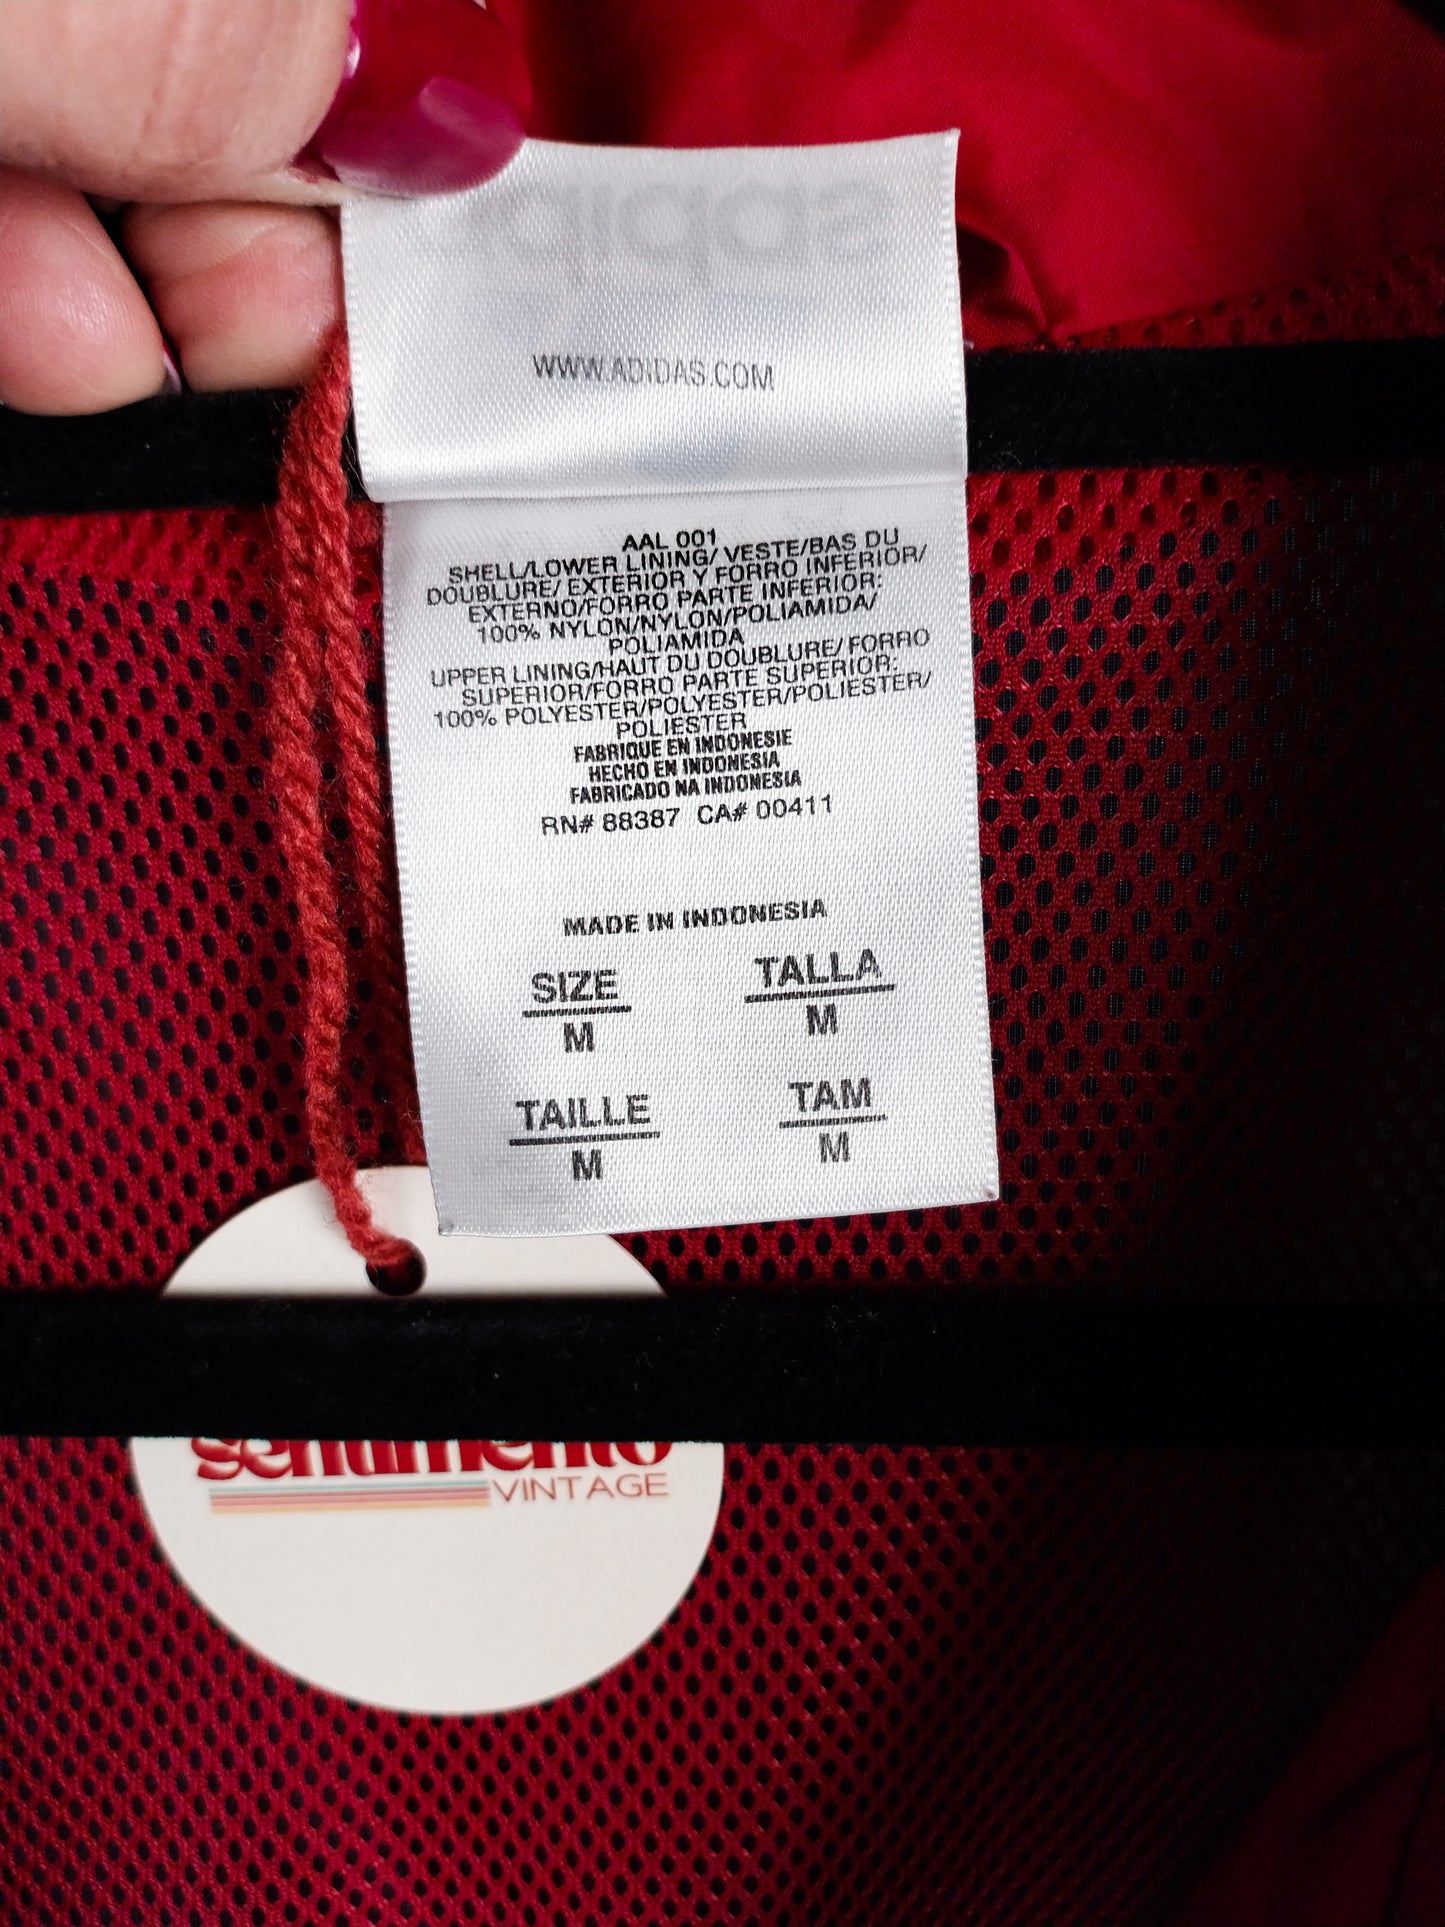 WWW.ADIDAS.COM
AAL 001
SHELL/LOWER LINING/ VESTE/BAS DU
DOUBLURE/ EXTERIOR Y FORRO INFERIOR/
EXTERNO/FORRO PARTE INFERIOR:
100% NYLON/NYLON/POLIAMIDA/
POLIAMIDA
UPPER LINING/HAUT DU DOUBLURE/ FORRO
SUPERIOR/FORRO PARTE SUPERIOR:
100% POLYESTER/POLYESTER/POLIESTER/
POLIESTER
FABRIQUE EN INDONESIE
HECHO EN INDONESIA
FABRICADO NA INDONESIA
RN# 88387 CA# 00411
MADE IN INDONESIA
SIZE TALLA
M M
TAILLE TAM
M M
sentimento
VINTAGE